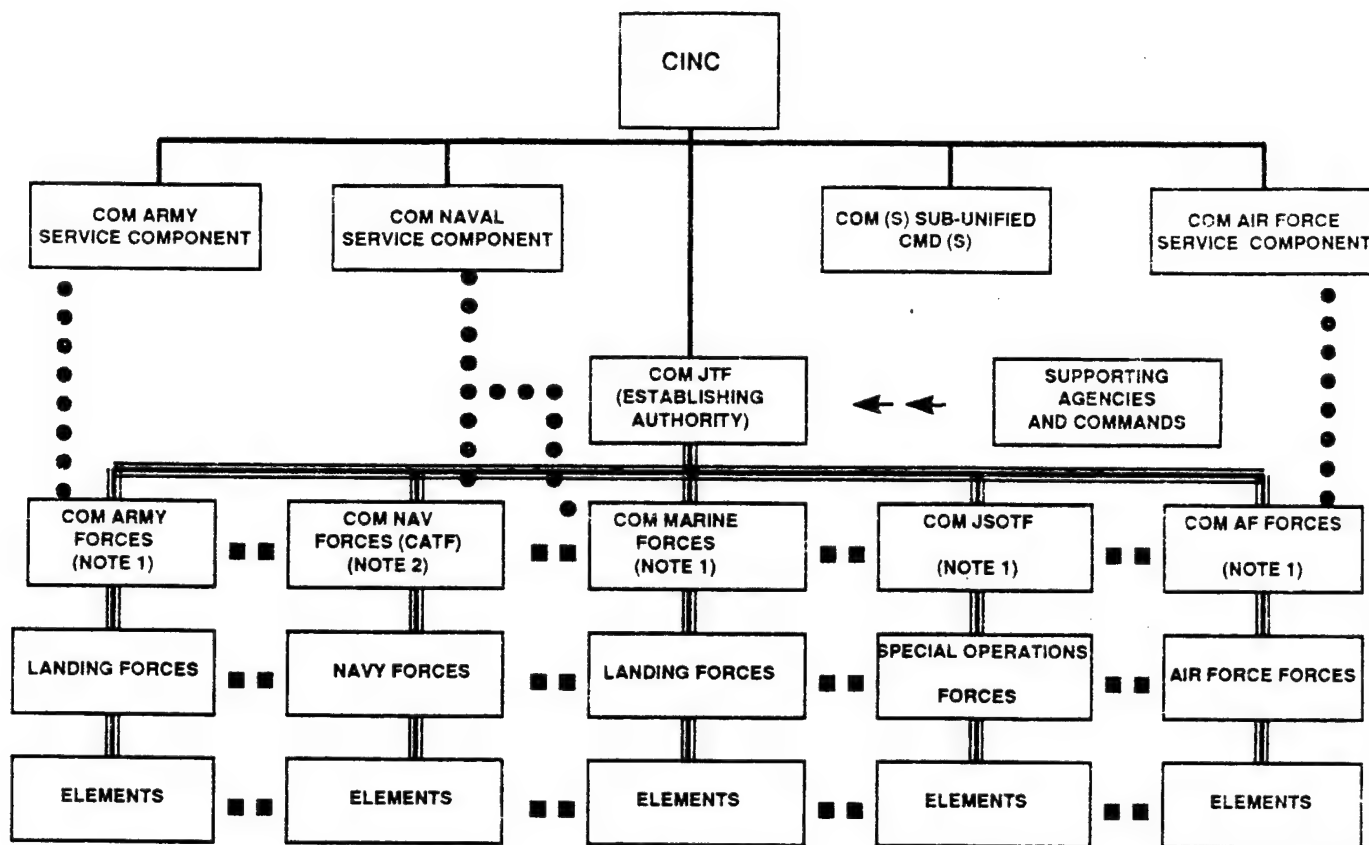 CINC
COM ARMY
SERVICE COMPONENT
COM NAVAL
SERVICE COMPONENT
COM (S) SUB-UNIFIED
CMD (S)
COM AIR FORCE
SERVICE COMPONENT
COM JTF
(ESTABLISHING
AUTHORITY)
SUPPORTING
AGENCIES
AND COMMANDS
COM ARMY
FORCES
(NOTE 1)
COM NAV
FORCES (CATF)
(NOTE 2)
COM MARINE
FORCES
(NOTE 1)
COM JSOTF
(NOTE 1)
COM AF FORCES
(NOTE 1)
LANDING FORCES
NAVY FORCES
LANDING FORCES
SPECIAL OPERATIONS
FORCES
AIR FORCE FORCES
ELEMENTS
ELEMENTS
ELEMENTS
ELEMENTS
ELEMENTS